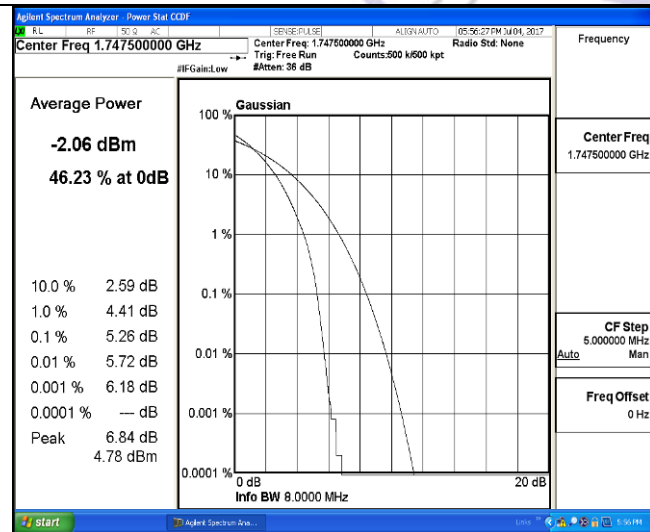 Agilent Spectrum Analyzer - Power Stat CCDF
RL RF 50 Ω AC SENSE:PULSE ALIGN AUTO 05:56:27 PM Jul 04, 2017
Center Freq 1.747500000 GHz
Center Freq: 1.747500000 GHz Radio Std: None
Trig: Free Run Counts:500 k/500 kpt
#IFGain:Low #Atten: 36 dB
Frequency
Average Power
-2.06 dBm
46.23 % at 0dB
10.0 % 2.59 dB
1.0 % 4.41 dB
0.1 % 5.26 dB
0.01 % 5.72 dB
0.001 % 6.18 dB
0.0001 % --- dB
Peak 6.84 dB
4.78 dBm
Gaussian
100 %
10 %
1 %
0.1 %
0.01 %
0.001 %
0.0001 %
0 dB 20 dB
Info BW 8.0000 MHz
Center Freq
1.747500000 GHz
CF Step
5.000000 MHz
Auto Man
Freq Offset
0 Hz
start
Agilent Spectrum Ana...
Links
5:56 PM